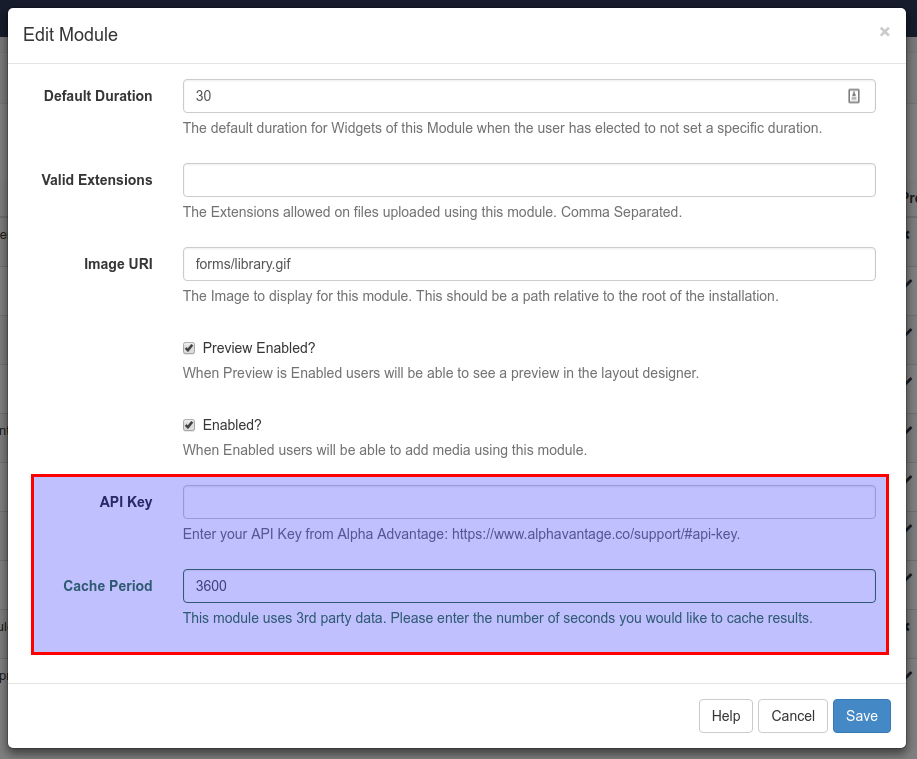 Edit Module
×
Default Duration
30
The default duration for Widgets of this Module when the user has elected to not set a specific duration.
Valid Extensions
The Extensions allowed on files uploaded using this module. Comma Separated.
Image URI
forms/library.gif
The Image to display for this module. This should be a path relative to the root of the installation.
Preview Enabled?
When Preview is Enabled users will be able to see a preview in the layout designer.
Enabled?
When Enabled users will be able to add media using this module.
API Key
Enter your API Key from Alpha Advantage: https://www.alphavantage.co/support/#api-key.
Cache Period
3600
This module uses 3rd party data. Please enter the number of seconds you would like to cache results.
Help Cancel Save